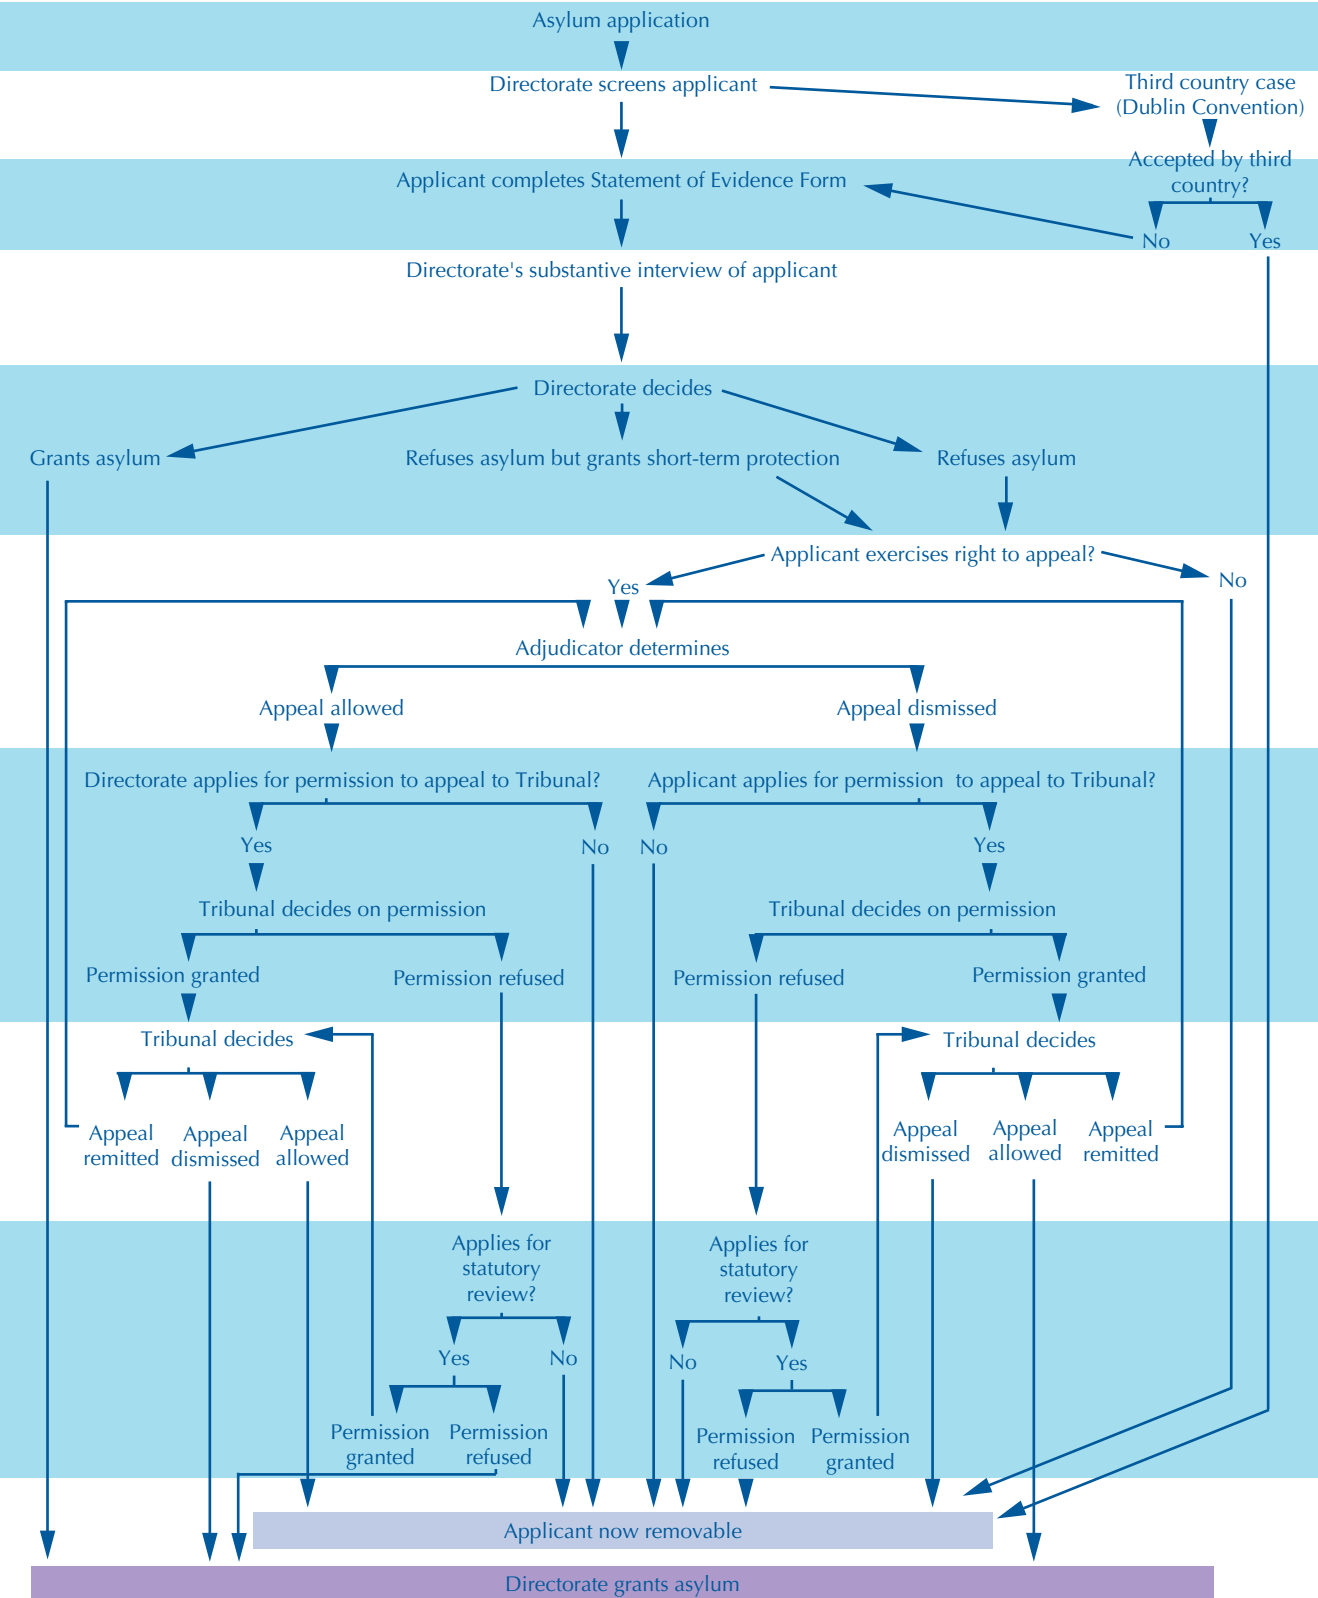 Asylum application
Directorate screens applicant
Third country case
(Dublin Convention)
Accepted by third
country?
Applicant completes Statement of Evidence Form
No
Yes
Directorate's substantive interview of applicant
Directorate decides
Grants asylum
Refuses asylum but grants short-term protection
Refuses asylum
Applicant exercises right to appeal?
Yes
No
Adjudicator determines
Appeal allowed
Appeal dismissed
Directorate applies for permission to appeal to Tribunal?
Applicant applies for permission to appeal to Tribunal?
Yes
No
No
Yes
Tribunal decides on permission
Tribunal decides on permission
Permission granted
Permission refused
Permission refused
Permission granted
Tribunal decides
Tribunal decides
Appeal
remitted
Appeal
dismissed
Appeal
allowed
Appeal
dismissed
Appeal
allowed
Appeal
remitted
Applies for
statutory
review?
Applies for
statutory
review?
Yes
No
No
Yes
Permission
granted
Permission
refused
Permission
refused
Permission
granted
Applicant now removable
Directorate grants asylum